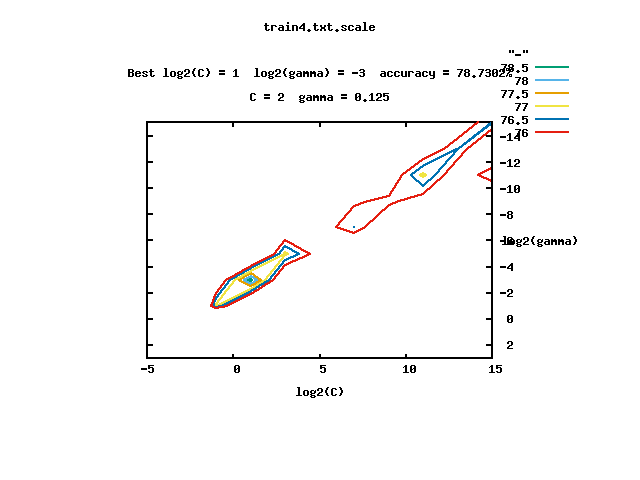 train4.txt.scale
"-"
Best log2(C) = 1  log2(gamma) = -3  accuracy = 78.7302%
78.5
78
C = 2  gamma = 0.125
77.5
77
76.5
76
-14
-12
-10
-8
-6
log2(gamma)
-4
-2
0
2
-5 0 5 10 15
log2(C)